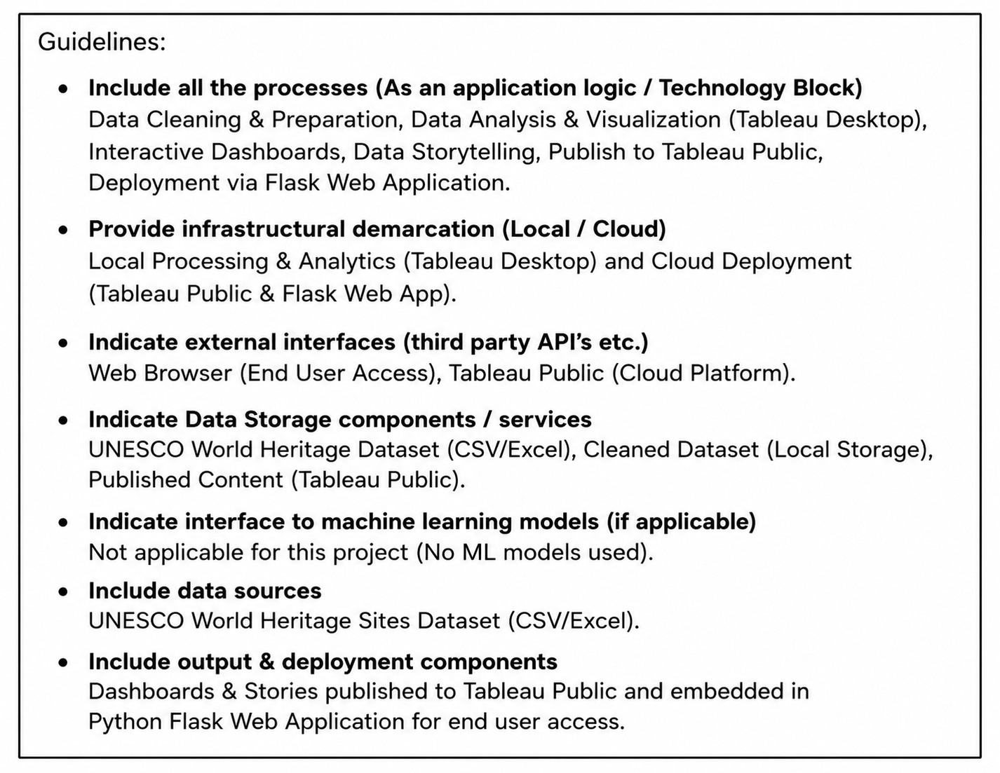 Guidelines:
• Include all the processes (As an application logic / Technology Block)
Data Cleaning & Preparation, Data Analysis & Visualization (Tableau Desktop),
Interactive Dashboards, Data Storytelling, Publish to Tableau Public,
Deployment via Flask Web Application.
• Provide infrastructural demarcation (Local / Cloud)
Local Processing & Analytics (Tableau Desktop) and Cloud Deployment
(Tableau Public & Flask Web App).
• Indicate external interfaces (third party API’s etc.)
Web Browser (End User Access), Tableau Public (Cloud Platform).
• Indicate Data Storage components / services
UNESCO World Heritage Dataset (CSV/Excel), Cleaned Dataset (Local Storage),
Published Content (Tableau Public).
• Indicate interface to machine learning models (if applicable)
Not applicable for this project (No ML models used).
• Include data sources
UNESCO World Heritage Sites Dataset (CSV/Excel).
• Include output & deployment components
Dashboards & Stories published to Tableau Public and embedded in
Python Flask Web Application for end user access.